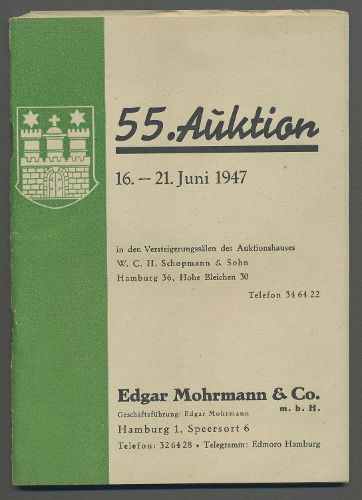 55. Auktion
16. – 21. Juni 1947
in den Versteigerungssälen des Auktionshauses
W. C. H. Schopmann & Sohn
Hamburg 36, Hohe Bleichen 30
Telefon 34 64 22
Edgar Mohrmann & Co.
m. b. H.
Geschäftsführung: Edgar Mohrmann
Hamburg 1, Speersort 6
Telefon: 32 64 28 • Telegramm: Edmoro Hamburg